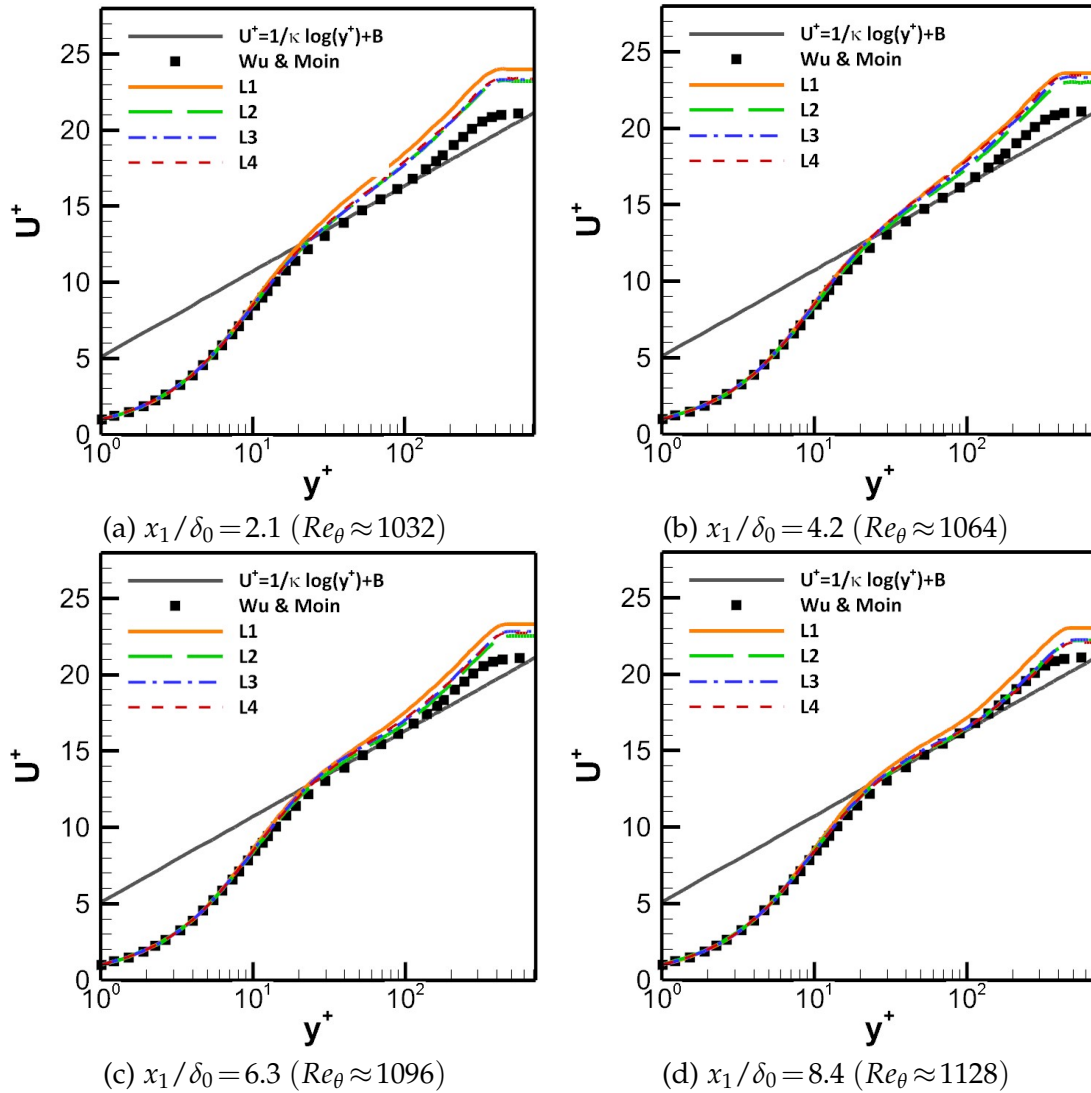 U⁺=1/κ log(y⁺)+B
Wu & Moin
L1
L2
L3
L4
25
20
15
10
5
0
U⁺
10⁰
10¹
10²
y⁺
(a) x₁/δ₀=2.1 (Re_θ≈1032)
U⁺=1/κ log(y⁺)+B
Wu & Moin
L1
L2
L3
L4
25
20
15
10
5
0
U⁺
10⁰
10¹
10²
y⁺
(b) x₁/δ₀=4.2 (Re_θ≈1064)
U⁺=1/κ log(y⁺)+B
Wu & Moin
L1
L2
L3
L4
25
20
15
10
5
0
U⁺
10⁰
10¹
10²
y⁺
(c) x₁/δ₀=6.3 (Re_θ≈1096)
U⁺=1/κ log(y⁺)+B
Wu & Moin
L1
L2
L3
L4
25
20
15
10
5
0
U⁺
10⁰
10¹
10²
y⁺
(d) x₁/δ₀=8.4 (Re_θ≈1128)